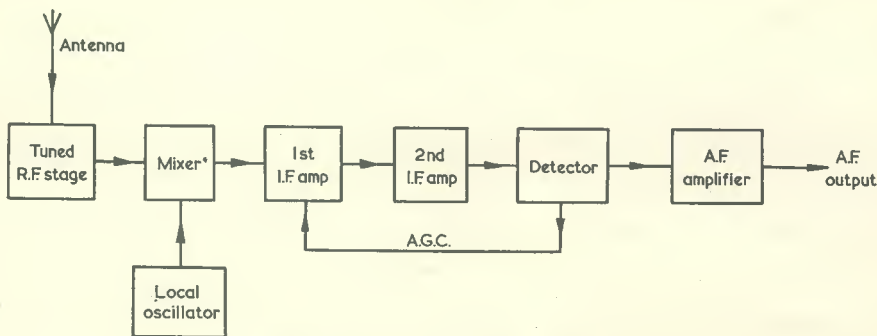 Antenna
Tuned
R.F. stage
Mixer*
1st
I.F. amp
2nd
I.F. amp
Detector
A.F.
amplifier
A.F.
output
A.G.C.
Local
oscillator